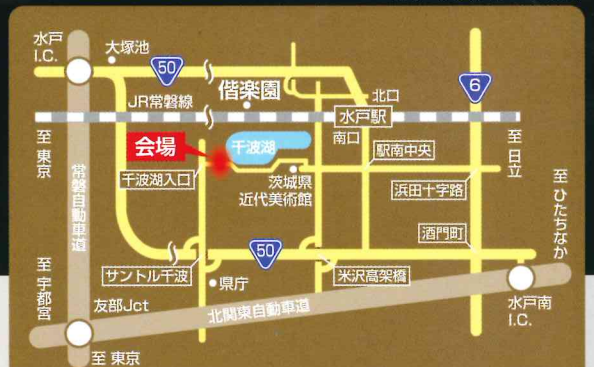 水戸
I.C.
大塚池
50
偕楽園
北口
6
JR常磐線
水戸駅
至 東京
会場
千波湖
南口
駅南中央
至 日立
千波湖入口
茨城県
近代美術館
浜田十字路
常磐自動車道
至 ひたちなか
酒門町
50
サントル千波
県庁
米沢高架橋
至 宇都宮
友部Jct
北関東自動車道
水戸南
I.C.
至 東京